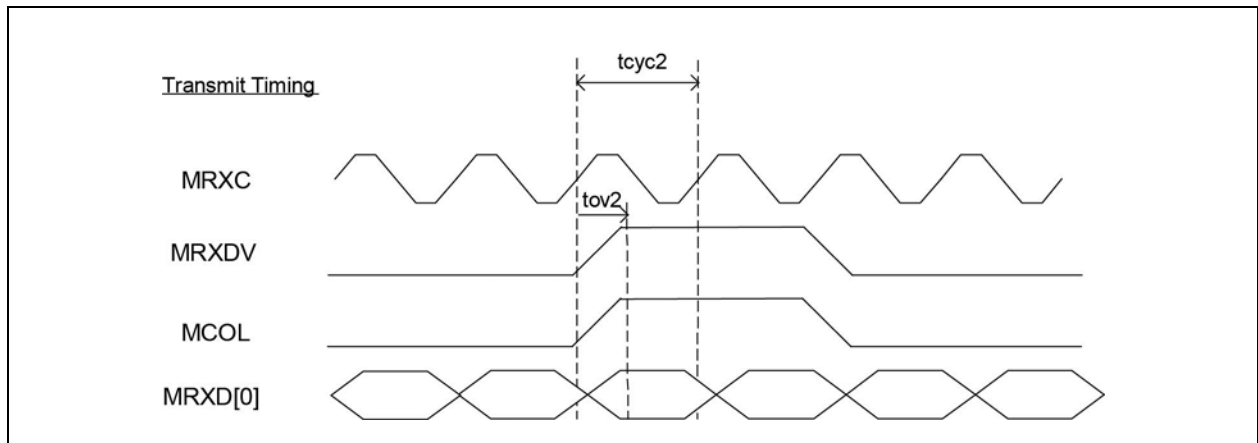 tcyc2
Transmit Timing
MRXC
tov2
MRXDV
MCOL
MRXD[0]